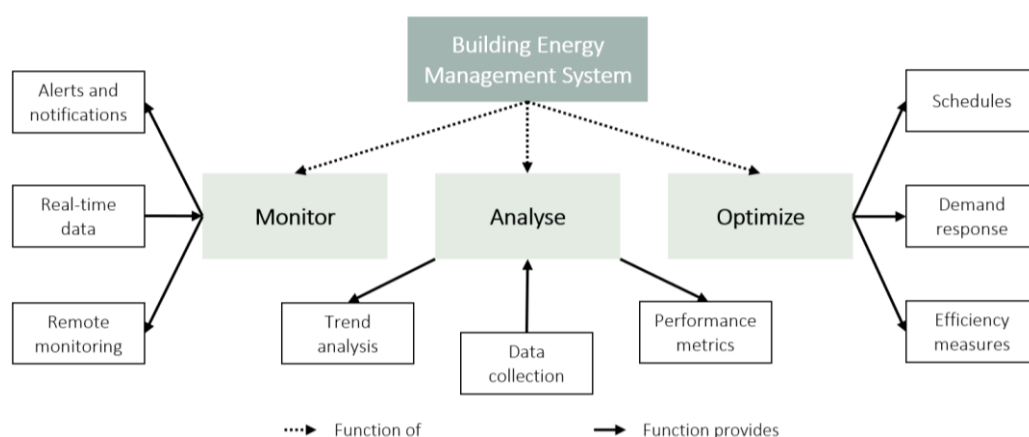 Building Energy
Management System
Alerts and
notifications
Schedules
Real-time
data
Monitor
Analyse
Optimize
Demand
response
Remote
monitoring
Trend
analysis
Data
collection
Performance
metrics
Efficiency
measures
Function of
Function provides